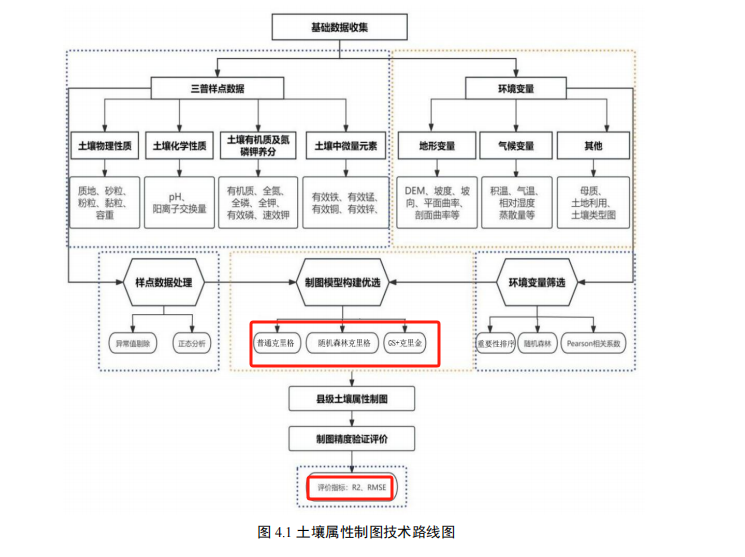 基础数据收集
三普样点数据
环境变量
土壤物理性质
土壤化学性质
土壤有机质及氮
磷钾养分
土壤中微量元素
地形变量
气候变量
其他
质地、砂粒、
粉粒、黏粒、
容重
pH、
阳离子交换量
有机质、全氮、
全磷、全钾、
有效磷、速效钾
有效铁、有效锰、
有效铜、有效锌、
DEM、坡度、坡
向、平面曲率、
剖面曲率等
积温、气温、
相对湿度
蒸散量等
母质、
土地利用、
土壤类型图
样点数据处理
制图模型构建优选
环境变量筛选
异常值剔除
正态分析
普通克里格
随机森林克里格
GS+克里金
重要性排序
随机森林
Pearson相关系数
县级土壤属性制图
制图精度验证评价
评价指标：R2、RMSE
图 4.1 土壤属性制图技术路线图